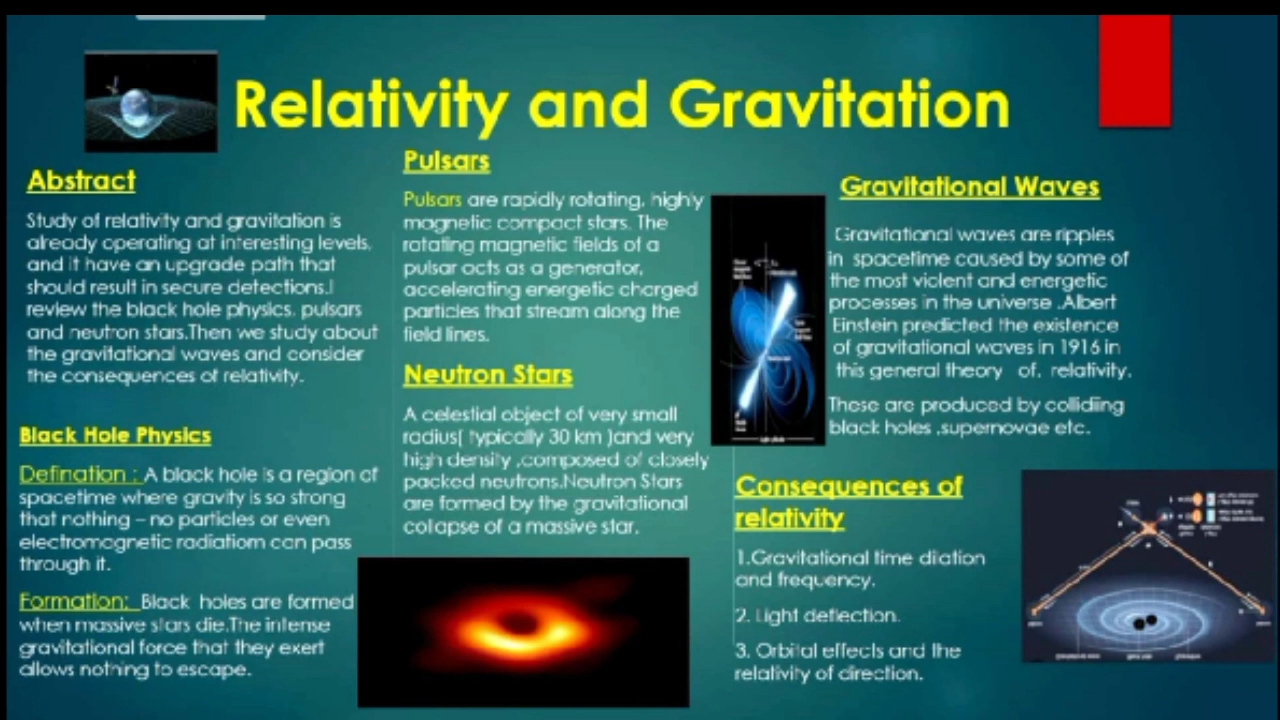 Relativity and Gravitation
Abstract
Study of relativity and gravitation is
already operating at interesting levels,
and it have an upgrade path that
should result in secure detections.I
review the black hole physics, pulsars
and neutron stars.Then we study about
the gravitational waves and consider
the consequences of relativity.
Black Hole Physics
Defination : A black hole is a region of
spacetime where gravity is so strong
that nothing – no particles or even
electromagnetic radiatiom can pass
through it.
Formation: Black holes are formed
when massive stars die.The intense
gravitational force that they exert
allows nothing to escape.
Pulsars
Pulsars are rapidly rotating, highly
magnetic compact stars. The
rotating magnetic fields of a
pulsar acts as a generator,
accelerating energetic charged
particles that stream along the
field lines.
Neutron Stars
A celestial object of very small
radius( typically 30 km )and very
high density ,composed of closely
packed neutrons.Neutron Stars
are formed by the gravitational
collapse of a massive star.
Gravitational Waves
Gravitational waves are ripples
in spacetime caused by some of
the most violent and energetic
processes in the universe .Albert
Einstein predicted the existence
of gravitational waves in 1916 in
this general theory of. relativity.
These are produced by collidiing
black holes ,supernovae etc.
Consequences of
relativity
1.Gravitational time dilation
and frequency.
2. Light deflection.
3. Orbital effects and the
relativity of direction.